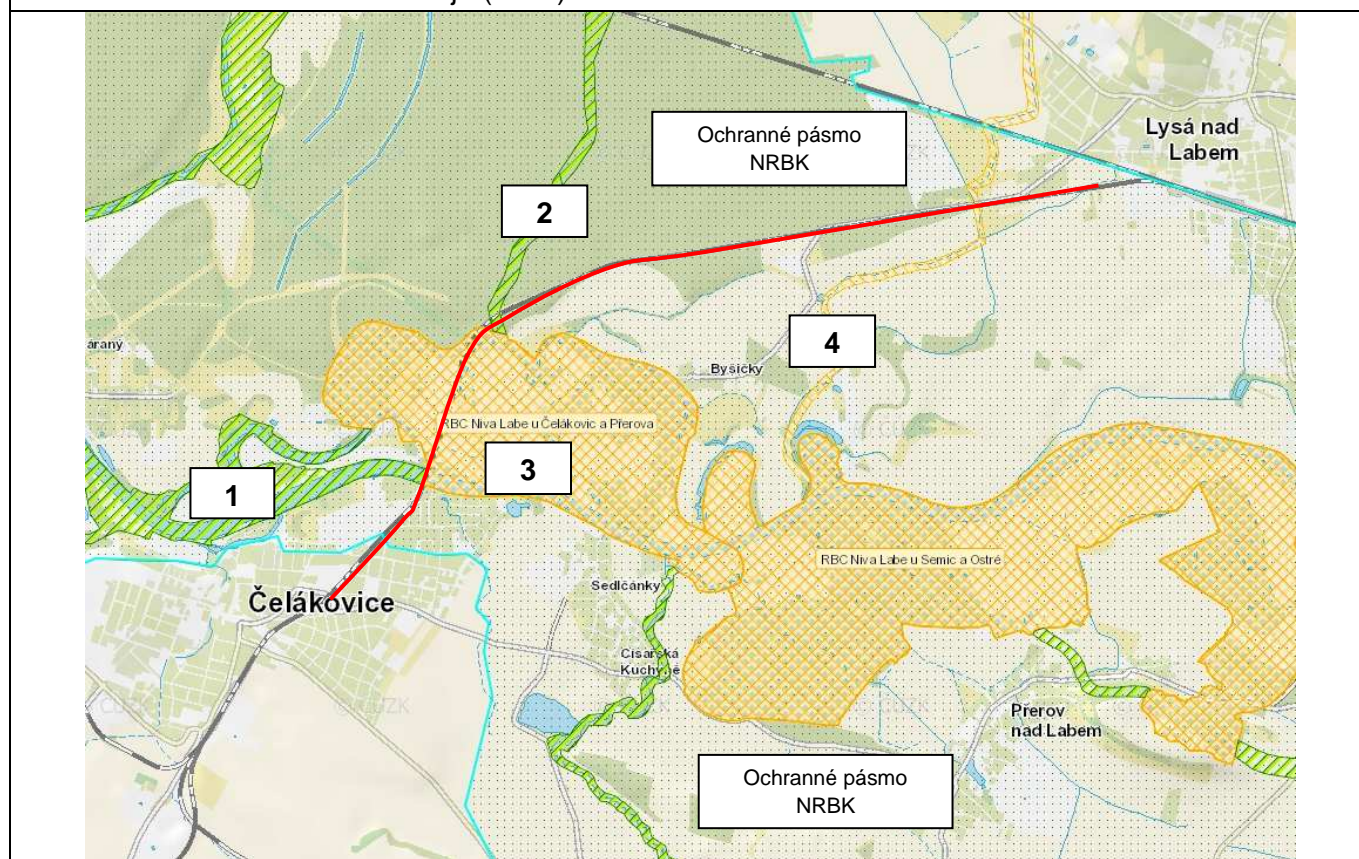 Ochranné pásmo
NRBK
Lysá nad
Labem
2
4
arany
Byšičky
RBC Niva Labe u Čelákovic a Přerova
3
1
RBC Niva Labe u Semic a Ostré
Sedlčánky
Čelákovice
Císařská
Kuchyně
Přerov
nad Labem
Ochranné pásmo
NRBK